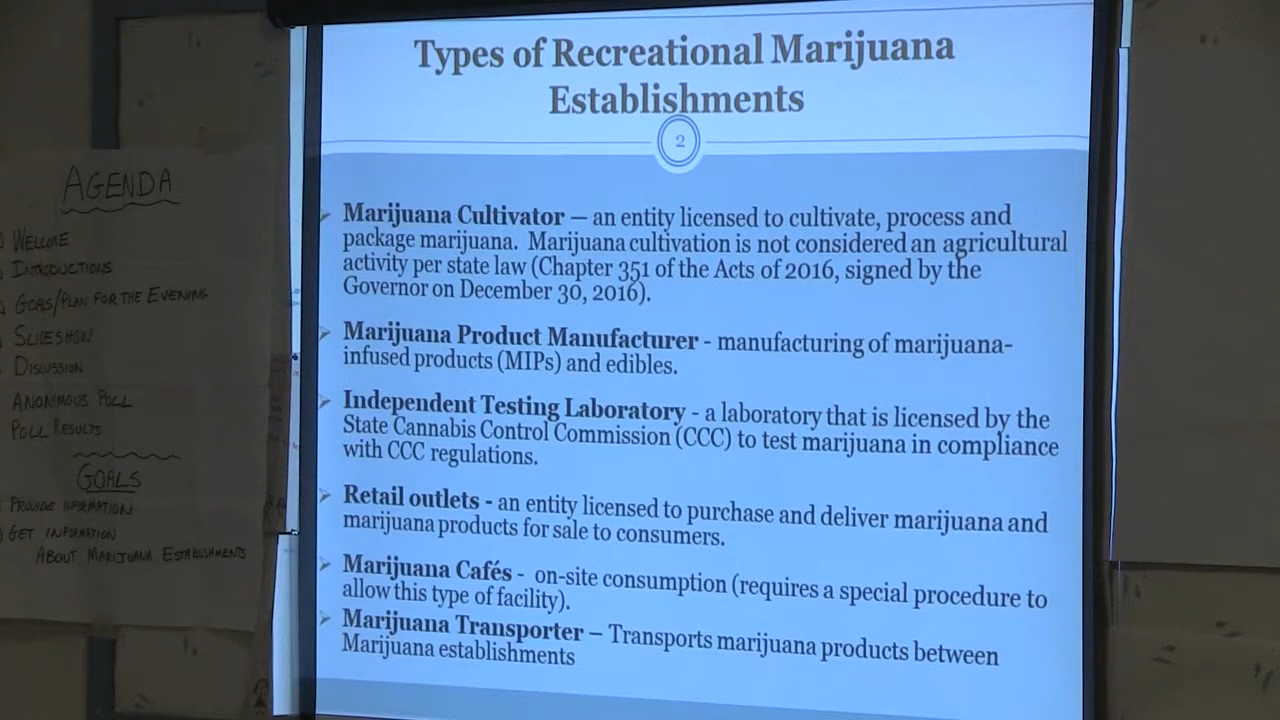 AGENDA
WELCOME
INTRODUCTIONS
GOALS/PLAN FOR THE EVENING
SLIDESHOW
DISCUSSION
ANONYMOUS POLL
POLL RESULTS
GOALS
PROVIDE INFORMATION
GET INFORMATION
ABOUT MARIJUANA ESTABLISHMENTS
Types of Recreational Marijuana
Establishments
2
Marijuana Cultivator – an entity licensed to cultivate, process and
package marijuana. Marijuana cultivation is not considered an agricultural
activity per state law (Chapter 351 of the Acts of 2016, signed by the
Governor on December 30, 2016).
Marijuana Product Manufacturer - manufacturing of marijuana-
infused products (MIPs) and edibles.
Independent Testing Laboratory - a laboratory that is licensed by the
State Cannabis Control Commission (CCC) to test marijuana in compliance
with CCC regulations.
Retail outlets - an entity licensed to purchase and deliver marijuana and
marijuana products for sale to consumers.
Marijuana Cafés - on-site consumption (requires a special procedure to
allow this type of facility).
Marijuana Transporter – Transports marijuana products between
Marijuana establishments